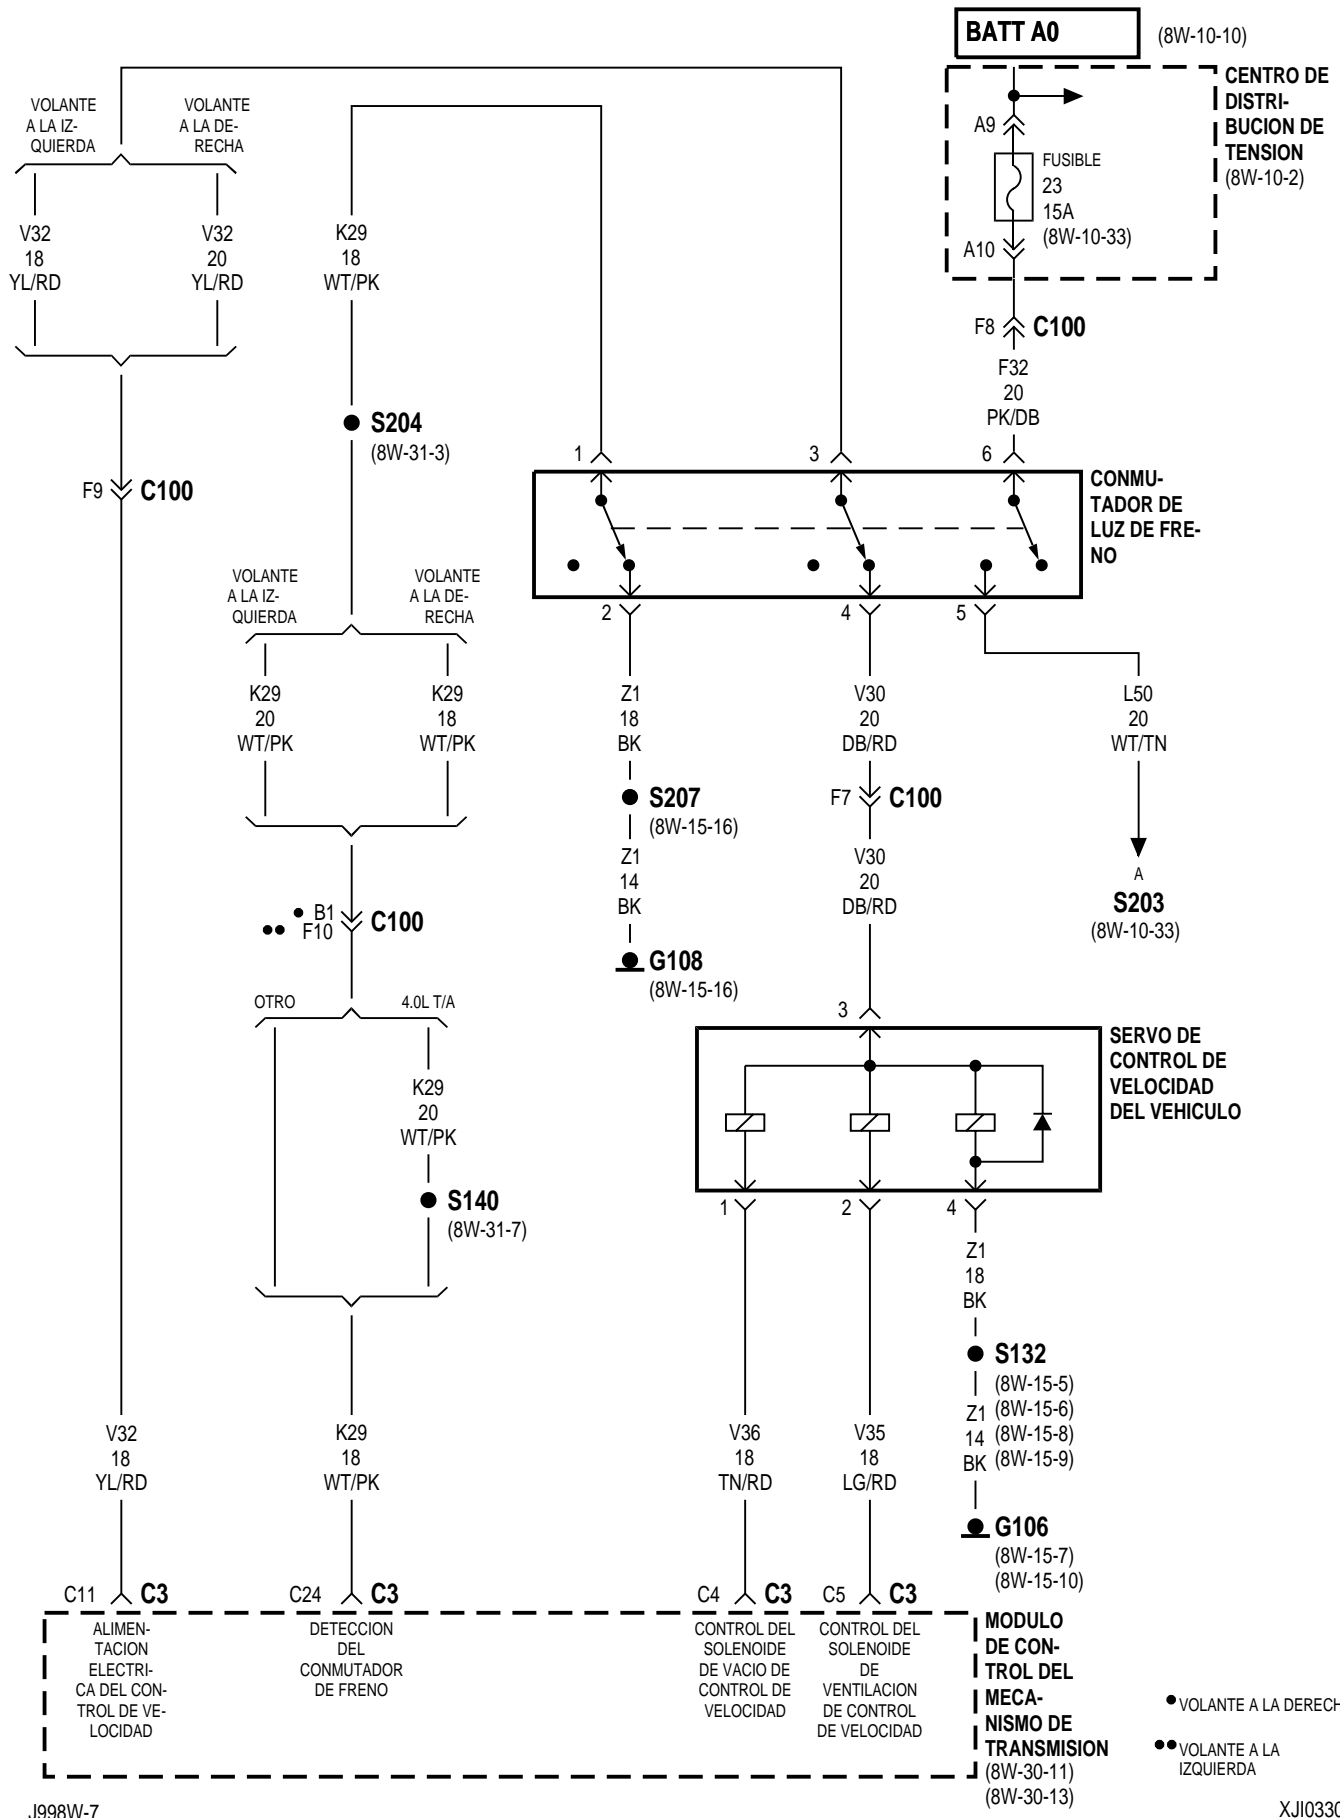 BATT A0
(8W-10-10)
CENTRO DE
DISTRI-
BUCION DE
TENSION
(8W-10-2)
A9
FUSIBLE
23
15A
(8W-10-33)
A10
F8
C100
F32
20
PK/DB
VOLANTE
A LA IZ-
QUIERDA
VOLANTE
A LA DE-
RECHA
V32
18
YL/RD
V32
20
YL/RD
K29
18
WT/PK
S204
(8W-31-3)
F9
C100
1
3
6
CONMU-
TADOR DE
LUZ DE FRE-
NO
2
4
5
VOLANTE
A LA IZ-
QUIERDA
VOLANTE
A LA DE-
RECHA
K29
20
WT/PK
K29
18
WT/PK
Z1
18
BK
V30
20
DB/RD
L50
20
WT/TN
S207
(8W-15-16)
F7
C100
Z1
14
BK
V30
20
DB/RD
A
S203
(8W-10-33)
B1
F10
C100
G108
(8W-15-16)
OTRO
4.0L T/A
K29
20
WT/PK
S140
(8W-31-7)
3
SERVO DE
CONTROL DE
VELOCIDAD
DEL VEHICULO
1
2
4
Z1
18
BK
S132
(8W-15-5)
(8W-15-6)
(8W-15-8)
(8W-15-9)
Z1
14
BK
G106
(8W-15-7)
(8W-15-10)
V32
18
YL/RD
K29
18
WT/PK
V36
18
TN/RD
V35
18
LG/RD
C11
C3
C24
C3
C4
C3
C5
C3
ALIMEN-
TACION
ELECTRI-
CA DEL CON-
TROL DE VE-
LOCIDAD
DETECCION
DEL
CONMUTADOR
DE FRENO
CONTROL DEL
SOLENOIDE
DE VACIO DE
CONTROL DE
VELOCIDAD
CONTROL DEL
SOLENOIDE
DE
VENTILACION
DE CONTROL
DE VELOCIDAD
MODULO
DE CON-
TROL DEL
MECA-
NISMO DE
TRANSMISION
(8W-30-11)
(8W-30-13)
VOLANTE A LA DERECH
VOLANTE A LA
IZQUIERDA
J998W-7
XJI0330